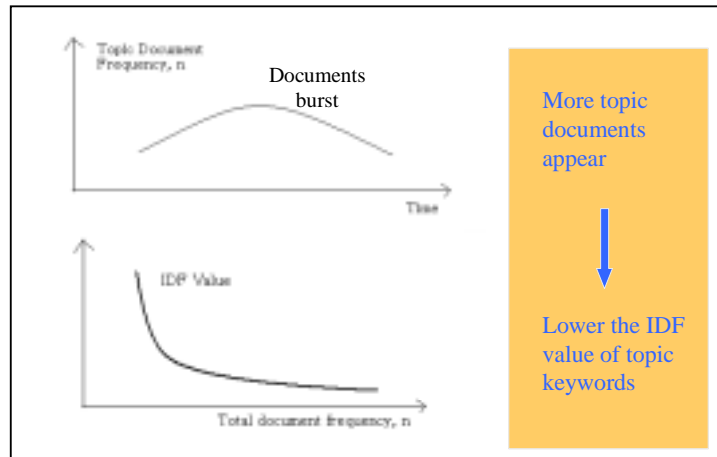 Topic Document
Frequency, n
Documents
burst
Time
IDF Value
Total document frequency, n
More topic
documents
appear
Lower the IDF
value of topic
keywords